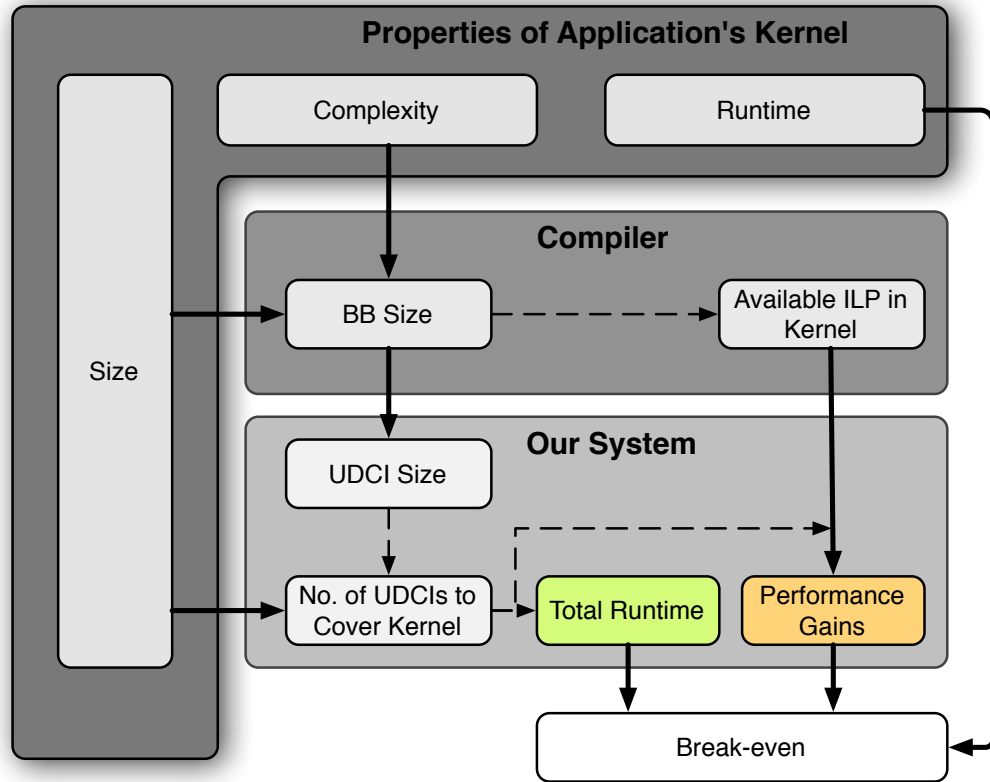 Properties of Application's Kernel
Complexity
Runtime
Size
Compiler
BB Size
Available ILP in
Kernel
Our System
UDCI Size
No. of UDCIs to
Cover Kernel
Total Runtime
Performance
Gains
Break-even